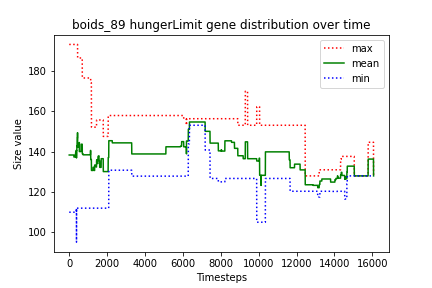 boids_89 hungerLimit gene distribution over time
max
mean
min
Size value
180
160
140
120
100
0
2000
4000
6000
8000
10000
12000
14000
16000
Timesteps